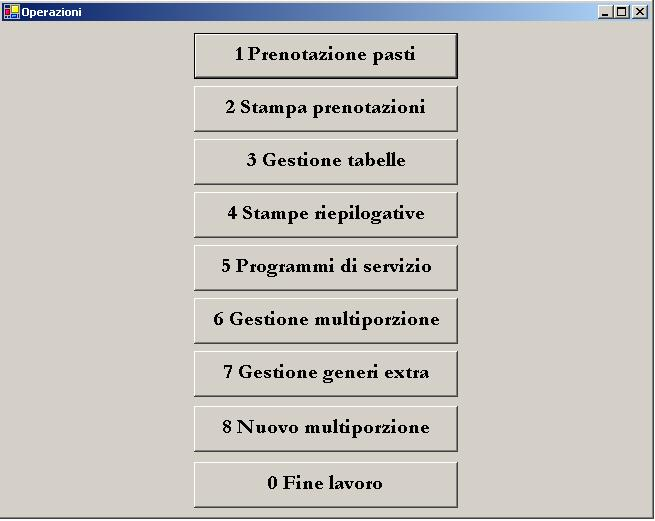 Operazioni
1 Prenotazione pasti
2 Stampa prenotazioni
3 Gestione tabelle
4 Stampe riepilogative
5 Programmi di servizio
6 Gestione multiporzione
7 Gestione generi extra
8 Nuovo multiporzione
0 Fine lavoro